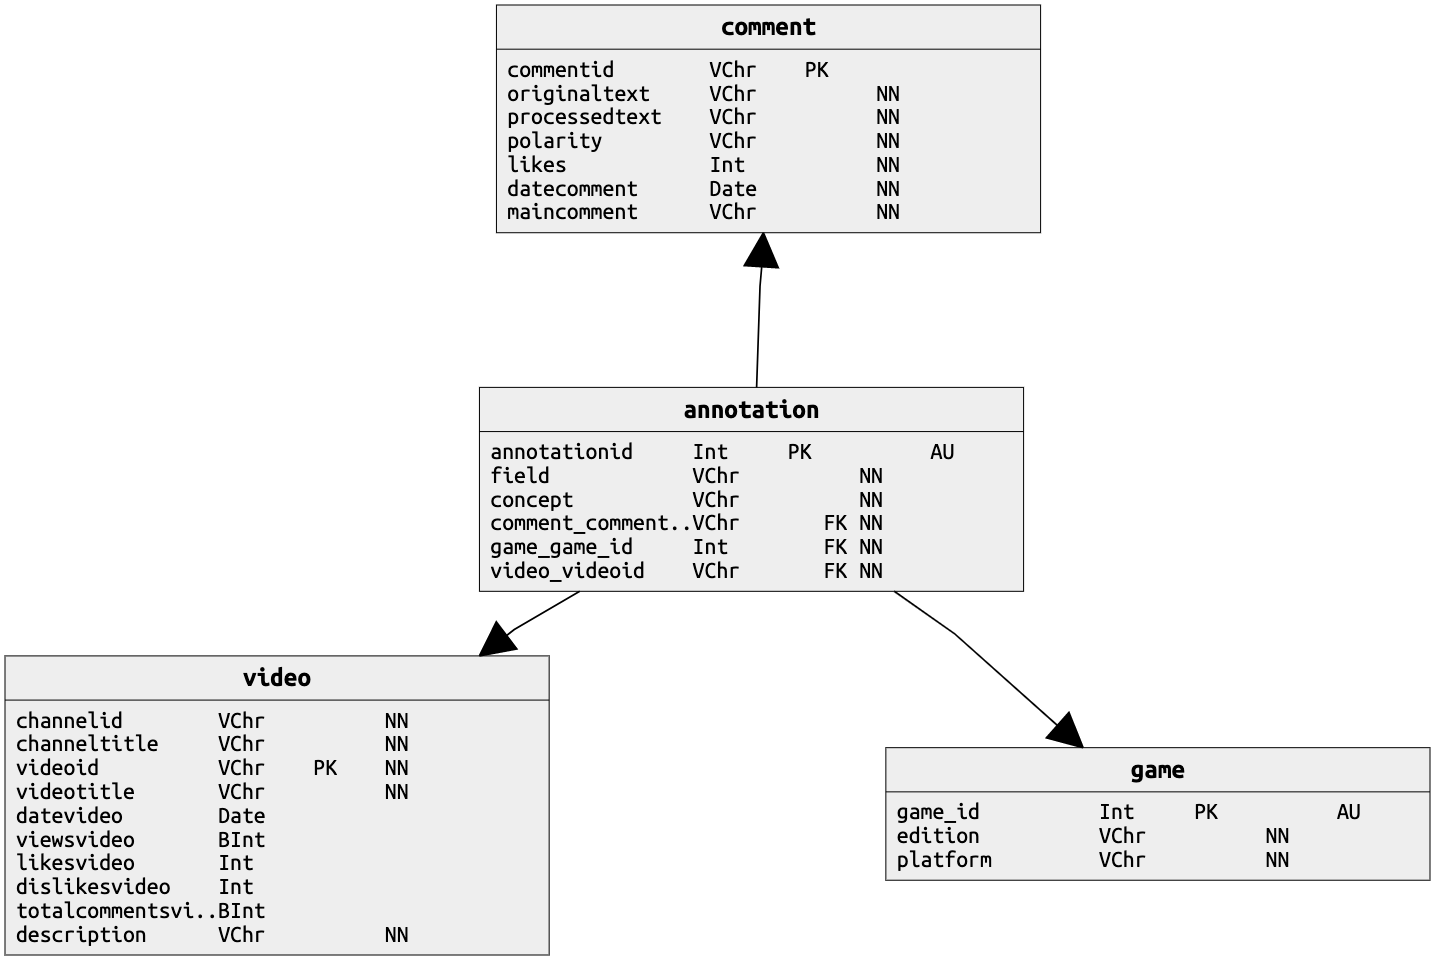 comment
commentid VChr PK
originaltext VChr NN
processedtext VChr NN
polarity VChr NN
likes Int NN
datecomment Date NN
maincomment VChr NN
annotation
annotationid Int PK AU
field VChr NN
concept VChr NN
comment_comment..VChr FK NN
game_game_id Int FK NN
video_videoid VChr FK NN
video
channelid VChr NN
channeltitle VChr NN
videoid VChr PK NN
videotitle VChr NN
datevideo Date
viewsvideo BInt
likesvideo Int
dislikesvideo Int
totalcommentsvi..BInt
description VChr NN
game
game_id Int PK AU
edition VChr NN
platform VChr NN